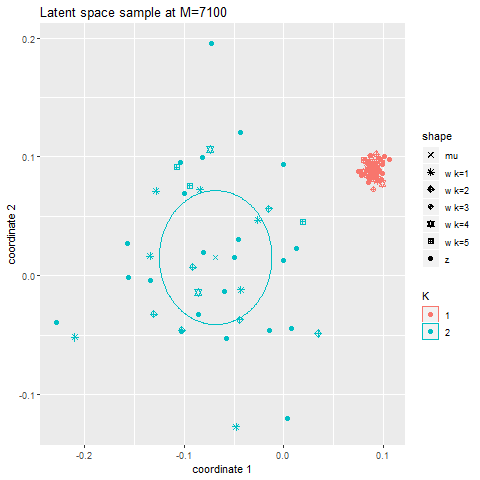 Latent space sample at M=7100
coordinate 2
0.2
0.1
0.0
-0.1
-0.2
-0.1
0.0
0.1
coordinate 1
shape
mu
w k=1
w k=2
w k=3
w k=4
w k=5
z
K
1
2